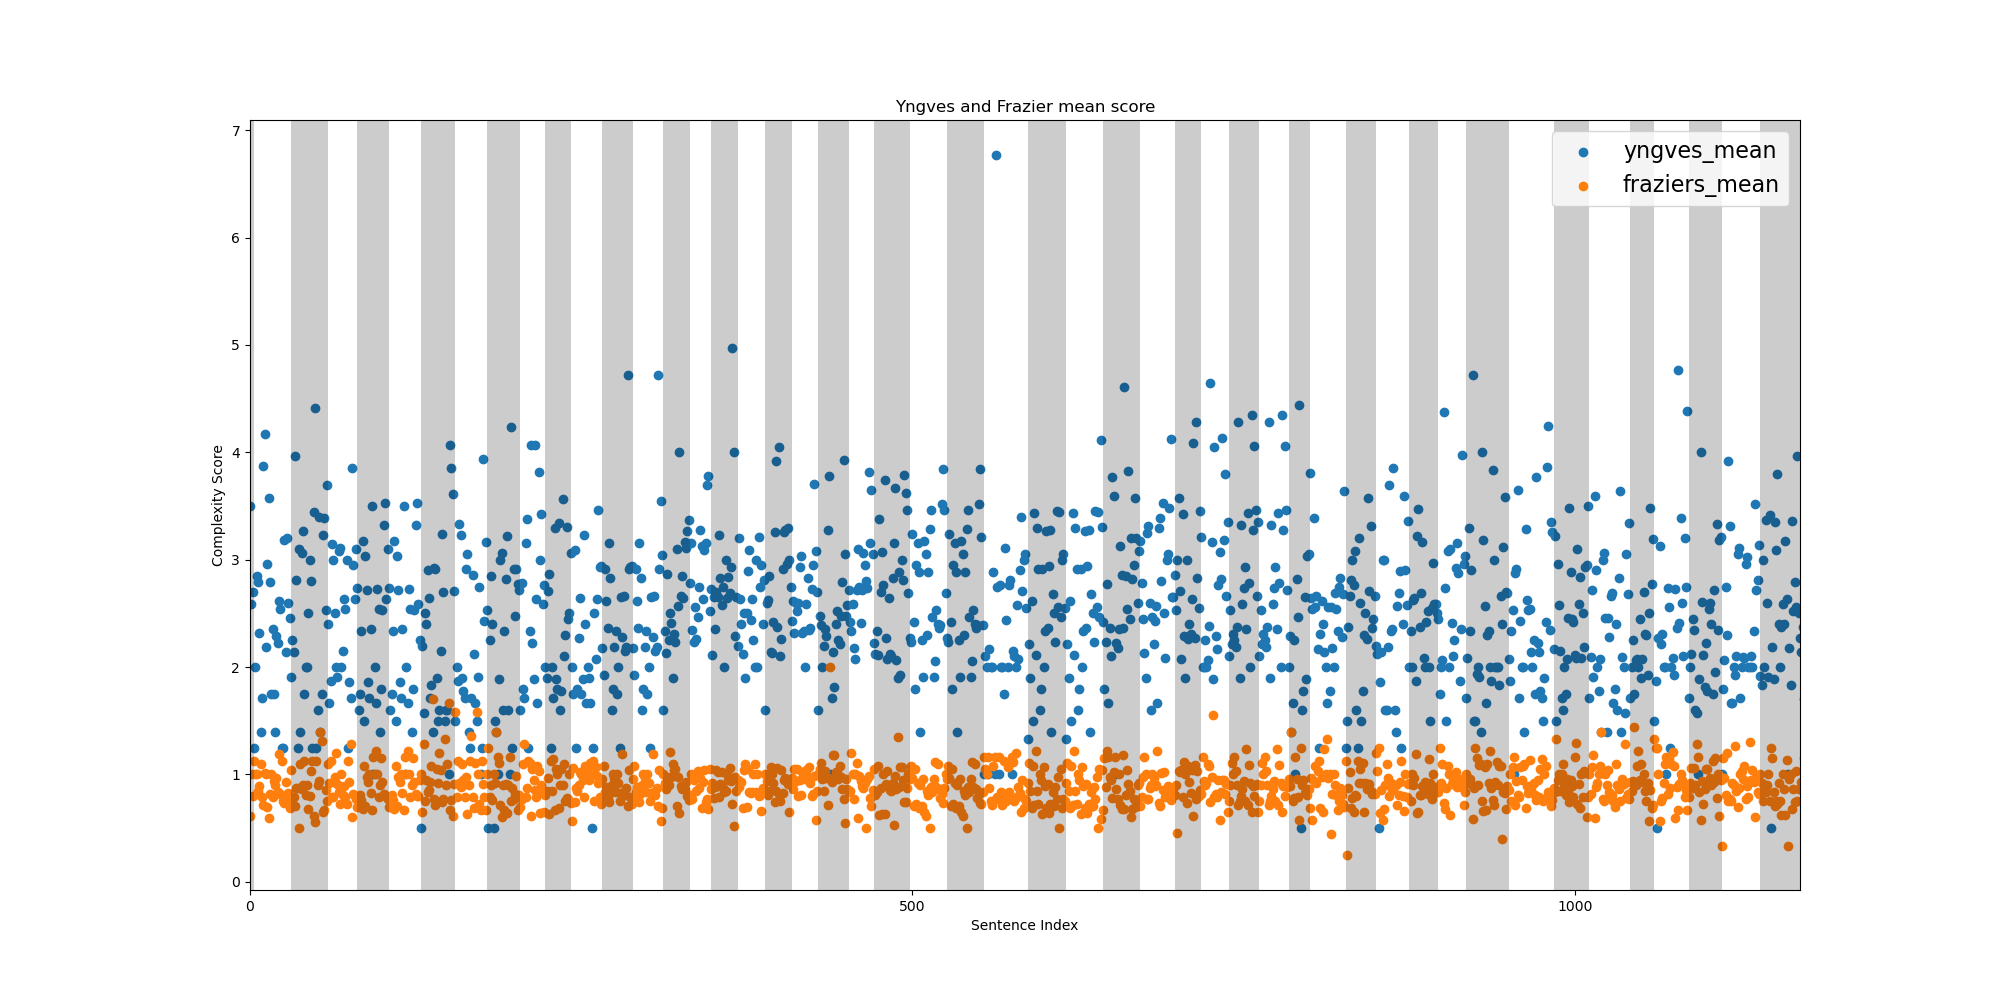 Yngves and Frazier mean score
yngves_mean
fraziers_mean
Complexity Score
7
6
5
4
3
2
1
0
0
500
1000
Sentence Index